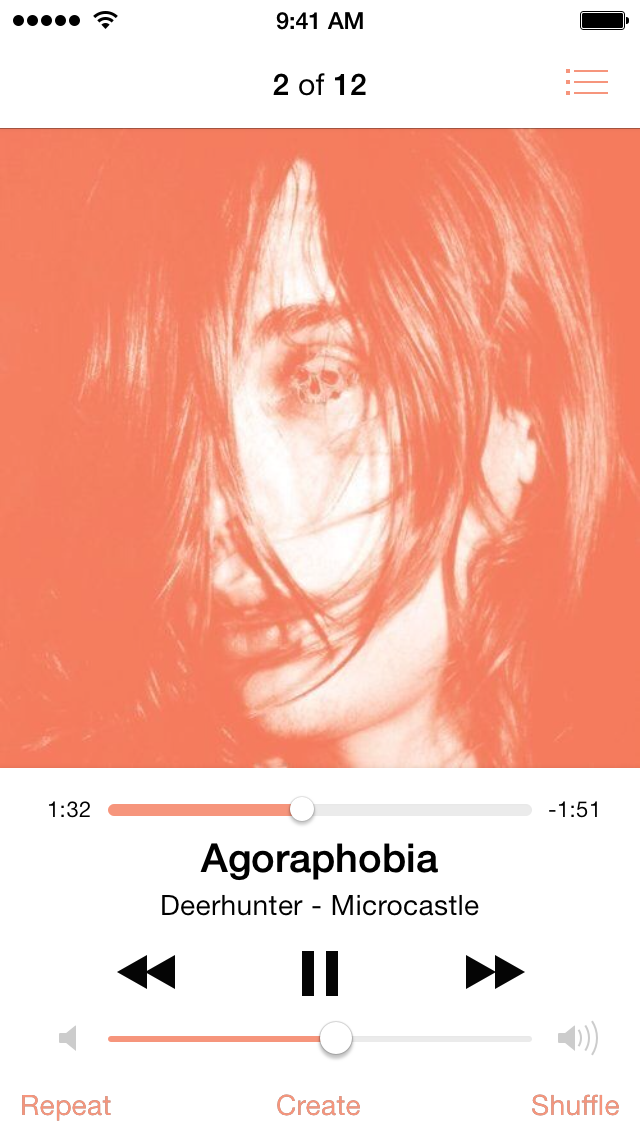 9:41 AM
2 of 12
1:32
-1:51
Agoraphobia
Deerhunter - Microcastle
Repeat
Create
Shuffle